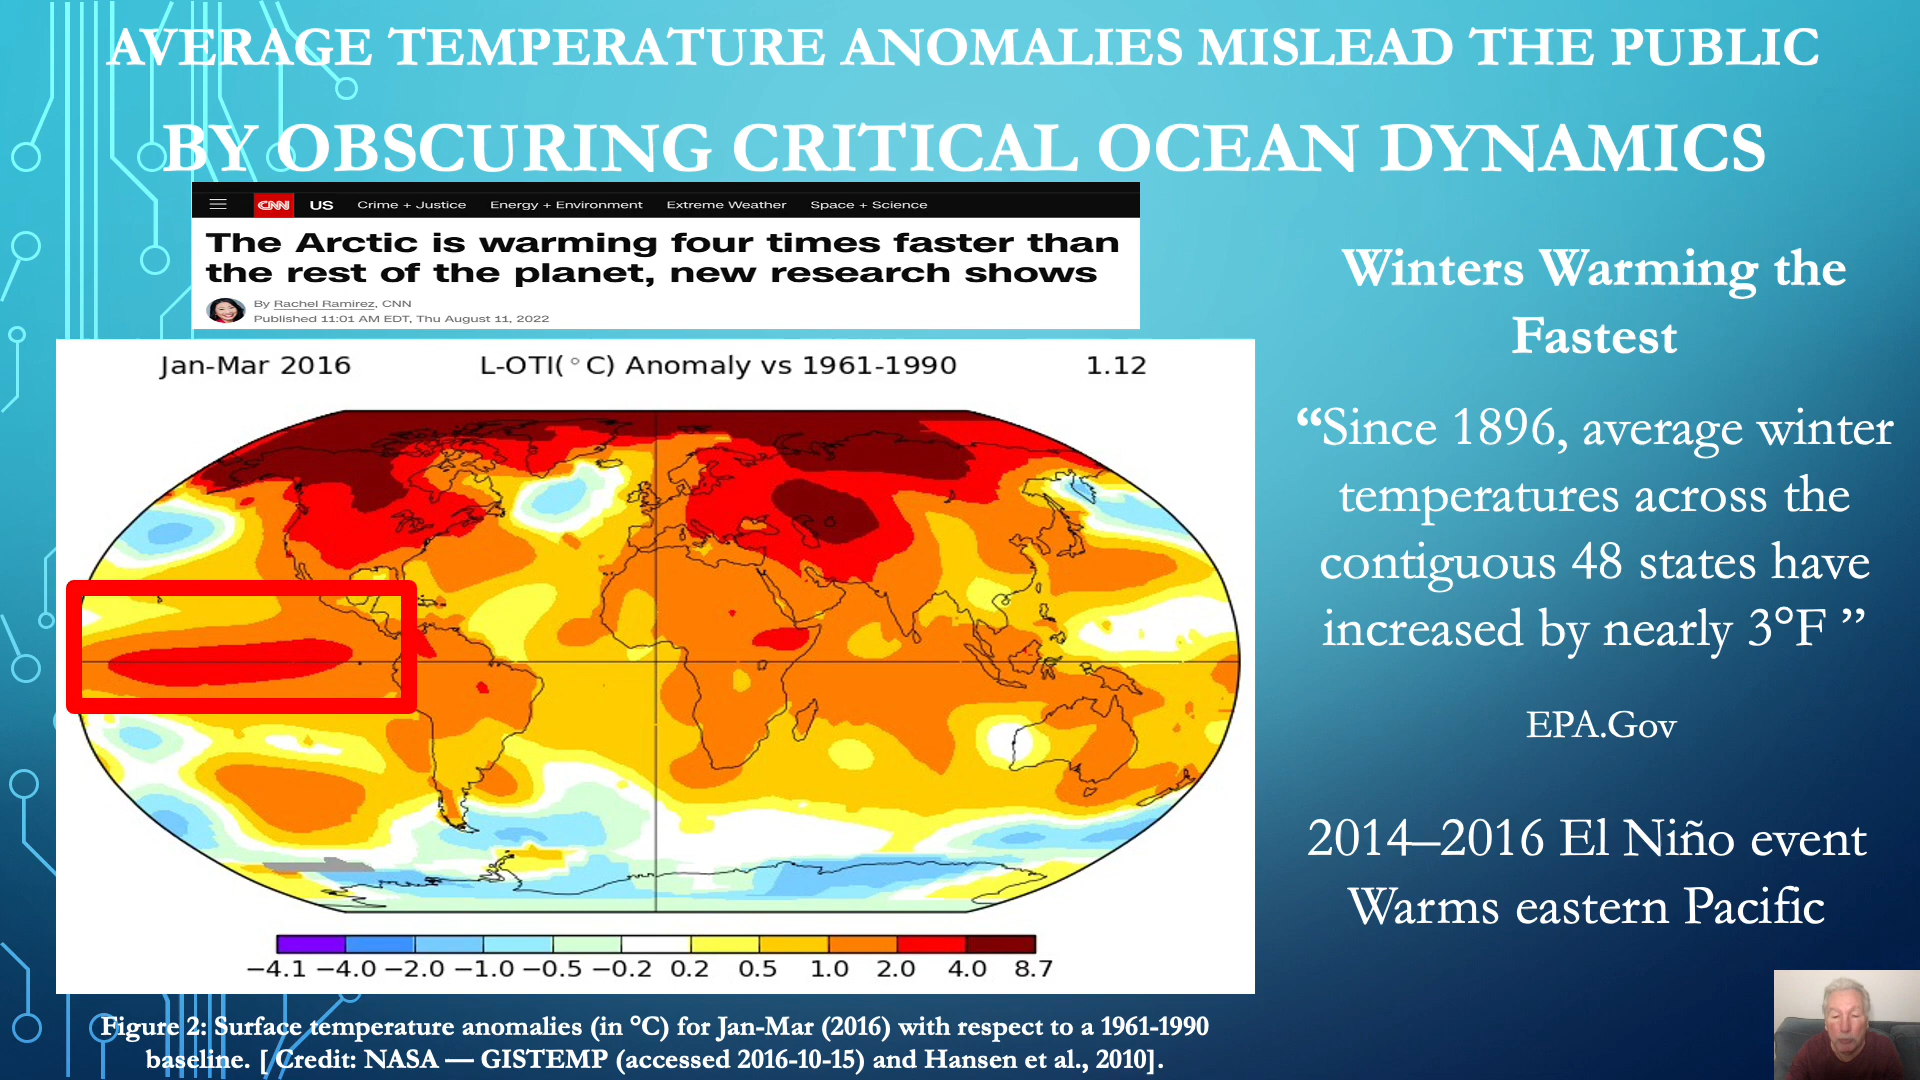 AVERAGE TEMPERATURE ANOMALIES MISLEAD THE PUBLIC
BY OBSCURING CRITICAL OCEAN DYNAMICS
CNN US Crime + Justice Energy + Environment Extreme Weather Space + Science
The Arctic is warming four times faster than
the rest of the planet, new research shows
By Rachel Ramirez, CNN
Published 11:01 AM EDT, Thu August 11, 2022
Jan-Mar 2016 L-OTI(°C) Anomaly vs 1961-1990 1.12
−4.1 −4.0 −2.0 −1.0 −0.5 −0.2 0.2 0.5 1.0 2.0 4.0 8.7
Figure 2: Surface temperature anomalies (in °C) for Jan-Mar (2016) with respect to a 1961-1990
baseline. [ Credit: NASA — GISTEMP (accessed 2016-10-15) and Hansen et al., 2010].
Winters Warming the
Fastest
“Since 1896, average winter
temperatures across the
contiguous 48 states have
increased by nearly 3°F ”
EPA.Gov
2014–2016 El Niño event
Warms eastern Pacific